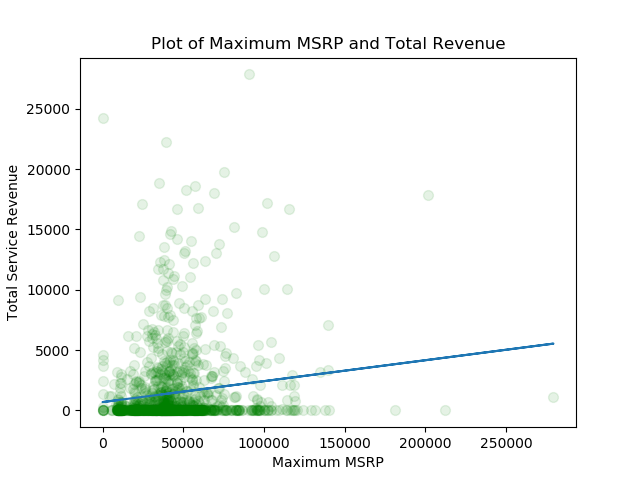 Plot of Maximum MSRP and Total Revenue
Total Service Revenue
25000
20000
15000
10000
5000
0
0 50000 100000 150000 200000 250000
Maximum MSRP